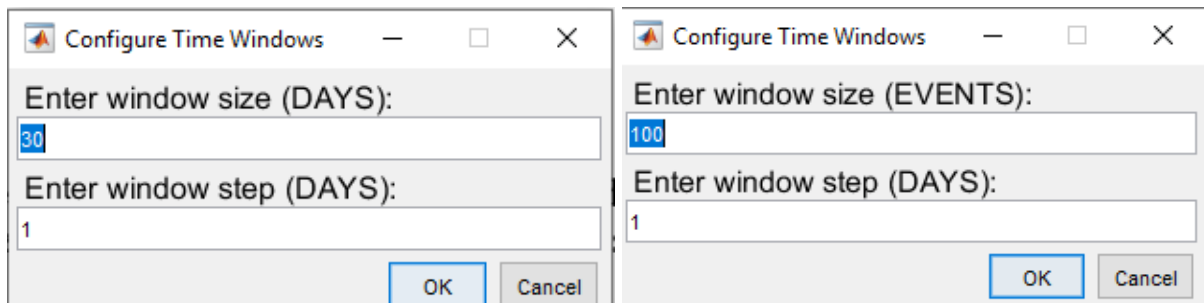 Configure Time Windows
Enter window size (DAYS):
30
Enter window step (DAYS):
1
OK Cancel
Configure Time Windows
Enter window size (EVENTS):
100
Enter window step (DAYS):
1
OK Cancel